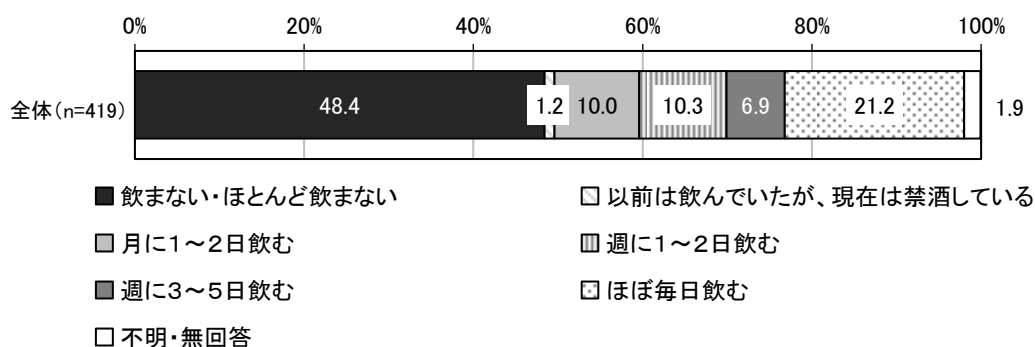 0% 20% 40% 60% 80% 100%
全体(n=419) 48.4 1.2 10.0 10.3 6.9 21.2 1.9
飲まない・ほとんど飲まない 以前は飲んでいたが、現在は禁酒している
月に1～2日飲む 週に1～2日飲む
週に3～5日飲む ほぼ毎日飲む
不明・無回答